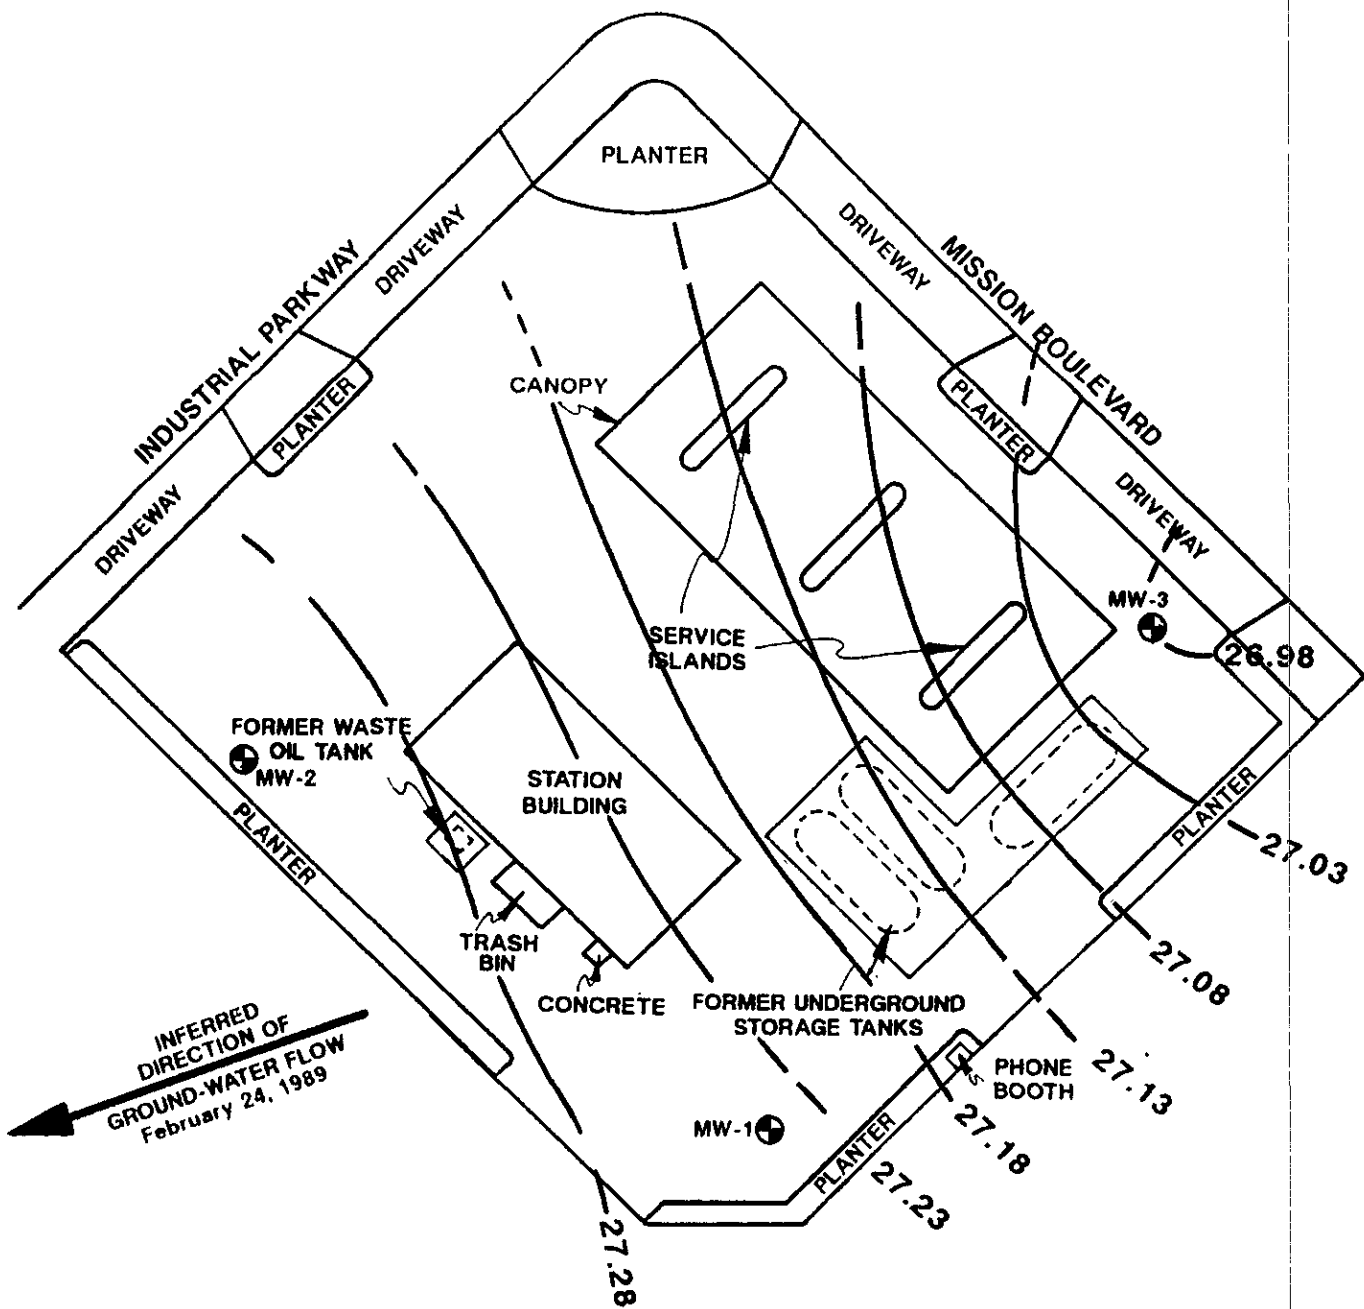 PLANTER
DRIVEWAY
DRIVEWAY
INDUSTRIAL PARKWAY
MISSION BOULEVARD
CANOPY
PLANTER
PLANTER
DRIVEWAY
DRIVEWAY
MW-3
SERVICE
ISLANDS
26.98
FORMER WASTE
OIL TANK
MW-2
STATION
BUILDING
PLANTER
PLANTER
27.03
TRASH
BIN
CONCRETE
FORMER UNDERGROUND
STORAGE TANKS
27.08
INFERRED
DIRECTION OF
GROUND-WATER FLOW
February 24, 1989
PHONE
BOOTH
27.13
MW-1
PLANTER
27.18
27.23
27.28